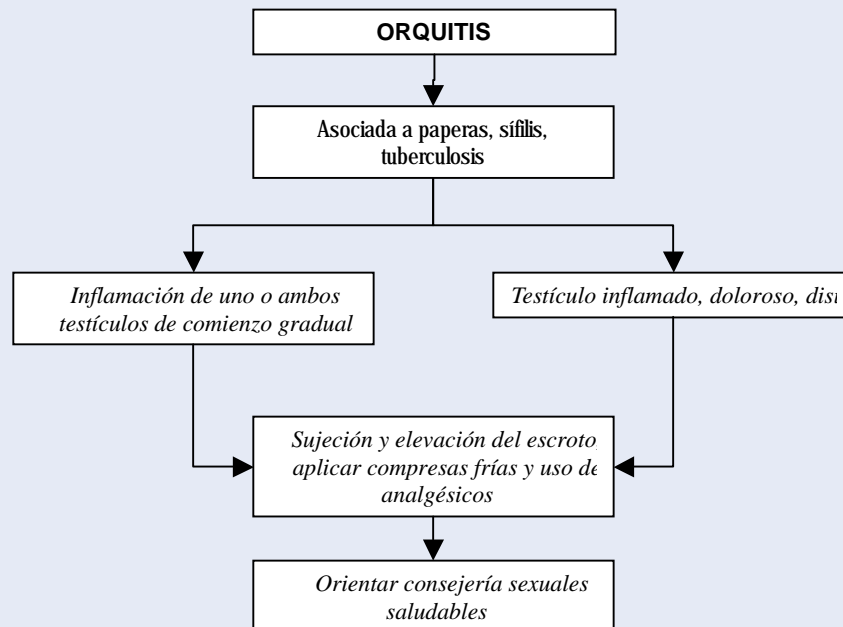 ORQUITIS
Asociada a paperas, sífilis,
tuberculosis
Inflamación de uno o ambos
testículos de comienzo gradual
Testículo inflamado, doloroso,
Sujeción y elevación del escroto,
aplicar compresas frías y uso de
analgésicos
Orientar consejería sexuales
saludables